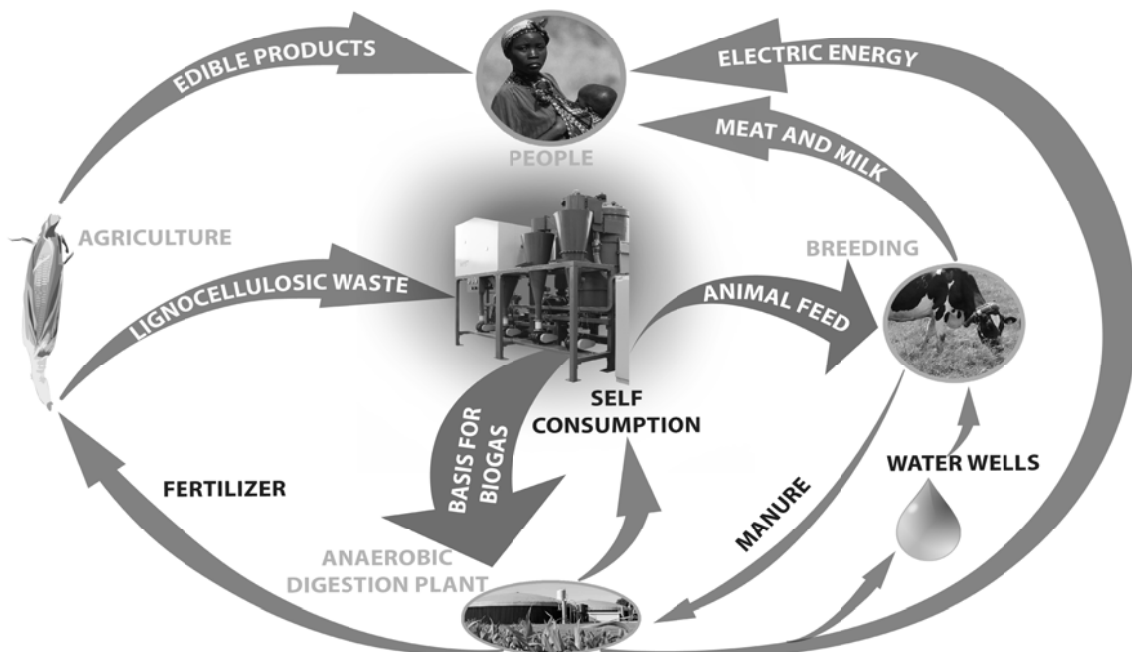 EDIBLE PRODUCTS
ELECTRIC ENERGY
MEAT AND MILK
PEOPLE
AGRICULTURE
BREEDING
LIGNOCELLULOSIC WASTE
ANIMAL FEED
SELF
CONSUMPTION
BASIS FOR
BIOGAS
WATER WELLS
FERTILIZER
MANURE
ANAEROBIC
DIGESTION PLANT